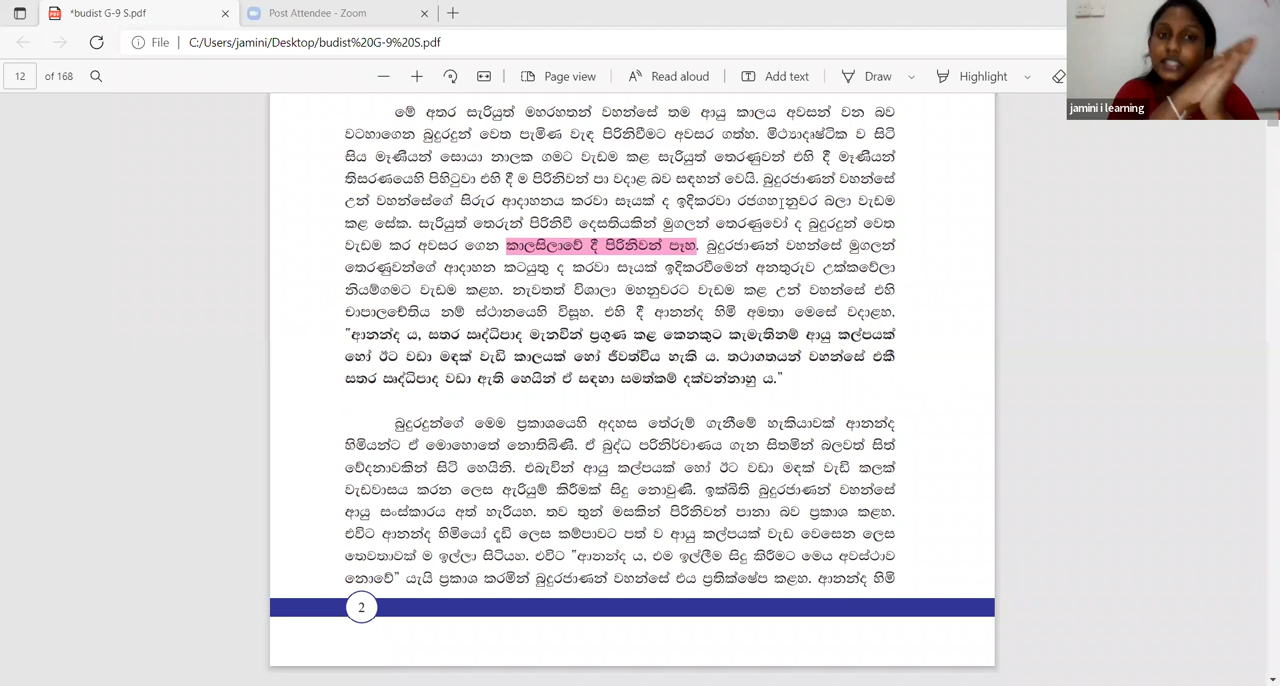 *budist G-9 S.pdf
Post Attendee - Zoom
File
C:/Users/jamini/Desktop/budist%20G-9%20S.pdf
12 of 168
Page view
Read aloud
Add text
Draw
Highlight
jamini i learning
මේ අතර සැරියුත් මහරහතන් වහන්සේ තම ආයු කාලය අවසන් වන බව
වටහාගෙන බුදුරදුන් වෙත පැමිණ වැඳ පිරිනිවීමට අවසර ගත්හ. මිථ්‍යාදෘෂ්ටික ව සිටි
සිය මෑණියන් සොයා නාලක ගමට වැඩම කළ සැරියුත් තෙරණුවන් එහි දී මෑණියන්
තිසරණයෙහි පිහිටුවා එහි දී ම පිරිනිවන් පා වදාළ බව සඳහන් වෙයි. බුදුරජාණන් වහන්සේ
උන් වහන්සේගේ සිරුර ආදාහනය කරවා සෑයක් ද ඉදිකරවා රජගහනුවර බලා වැඩම
කළ සේක. සැරියුත් තෙරුන් පිරිනිවී දෙසතියකින් මුගලන් තෙරණුවෝ ද බුදුරදුන් වෙත
වැඩම කර අවසර ගෙන කාලසිලාවේ දී පිරිනිවන් පෑහ. බුදුරජාණන් වහන්සේ මුගලන්
තෙරණුවන්ගේ ආදාහන කටයුතු ද කරවා සෑයක් ඉදිකරවීමෙන් අනතුරුව උක්කචේලා
නියම්ගමට වැඩම කළහ. නැවතත් විශාලා මහනුවරට වැඩම කළ උන් වහන්සේ එහි
චාපාලචේතිය නම් ස්ථානයෙහි විසූහ. එහි දී ආනන්ද හිමි අමතා මෙසේ වදාළහ.
"ආනන්ද ය, සතර ඍද්ධිපාද මැනවින් ප්‍රගුණ කළ කෙනකුට කැමැතිනම් ආයු කල්පයක්
හෝ ඊට වඩා මඳක් වැඩි කාලයක් හෝ ජීවත්විය හැකි ය. තථාගතයන් වහන්සේ එකී
සතර ඍද්ධිපාද වඩා ඇති හෙයින් ඒ සඳහා සමත්කම් දක්වන්නාහු ය."
බුදුරදුන්ගේ මෙම ප්‍රකාශයෙහි අදහස තේරුම් ගැනීමේ හැකියාවක් ආනන්ද
හිමියන්ට ඒ මොහොතේ නොතිබිණි. ඒ බුද්ධ පරිනිර්වාණය ගැන සිතමින් බලවත් සිත්
වේදනාවකින් සිටි හෙයිනි. එබැවින් ආයු කල්පයක් හෝ ඊට වඩා මඳක් වැඩි කලක්
වැඩවාසය කරන ලෙස ඇරියුම් කිරීමක් සිදු නොවුණි. ඉක්බිති බුදුරජාණන් වහන්සේ
ආයු සංස්කාරය අත් හැරියහ. තව තුන් මසකින් පිරිනිවන් පානා බව ප්‍රකාශ කළහ.
එවිට ආනන්ද හිමියෝ දැඩි ලෙස කම්පාවට පත් ව ආයු කල්පයක් වැඩ වෙසෙන ලෙස
තෙවතාවක් ම ඉල්ලා සිටියහ. එවිට "ආනන්ද ය, එම ඉල්ලීම සිදු කිරීමට මෙය අවස්ථාව
නොවේ" යැයි ප්‍රකාශ කරමින් බුදුරජාණන් වහන්සේ එය ප්‍රතික්ෂේප කළහ. ආනන්ද හිමි
2